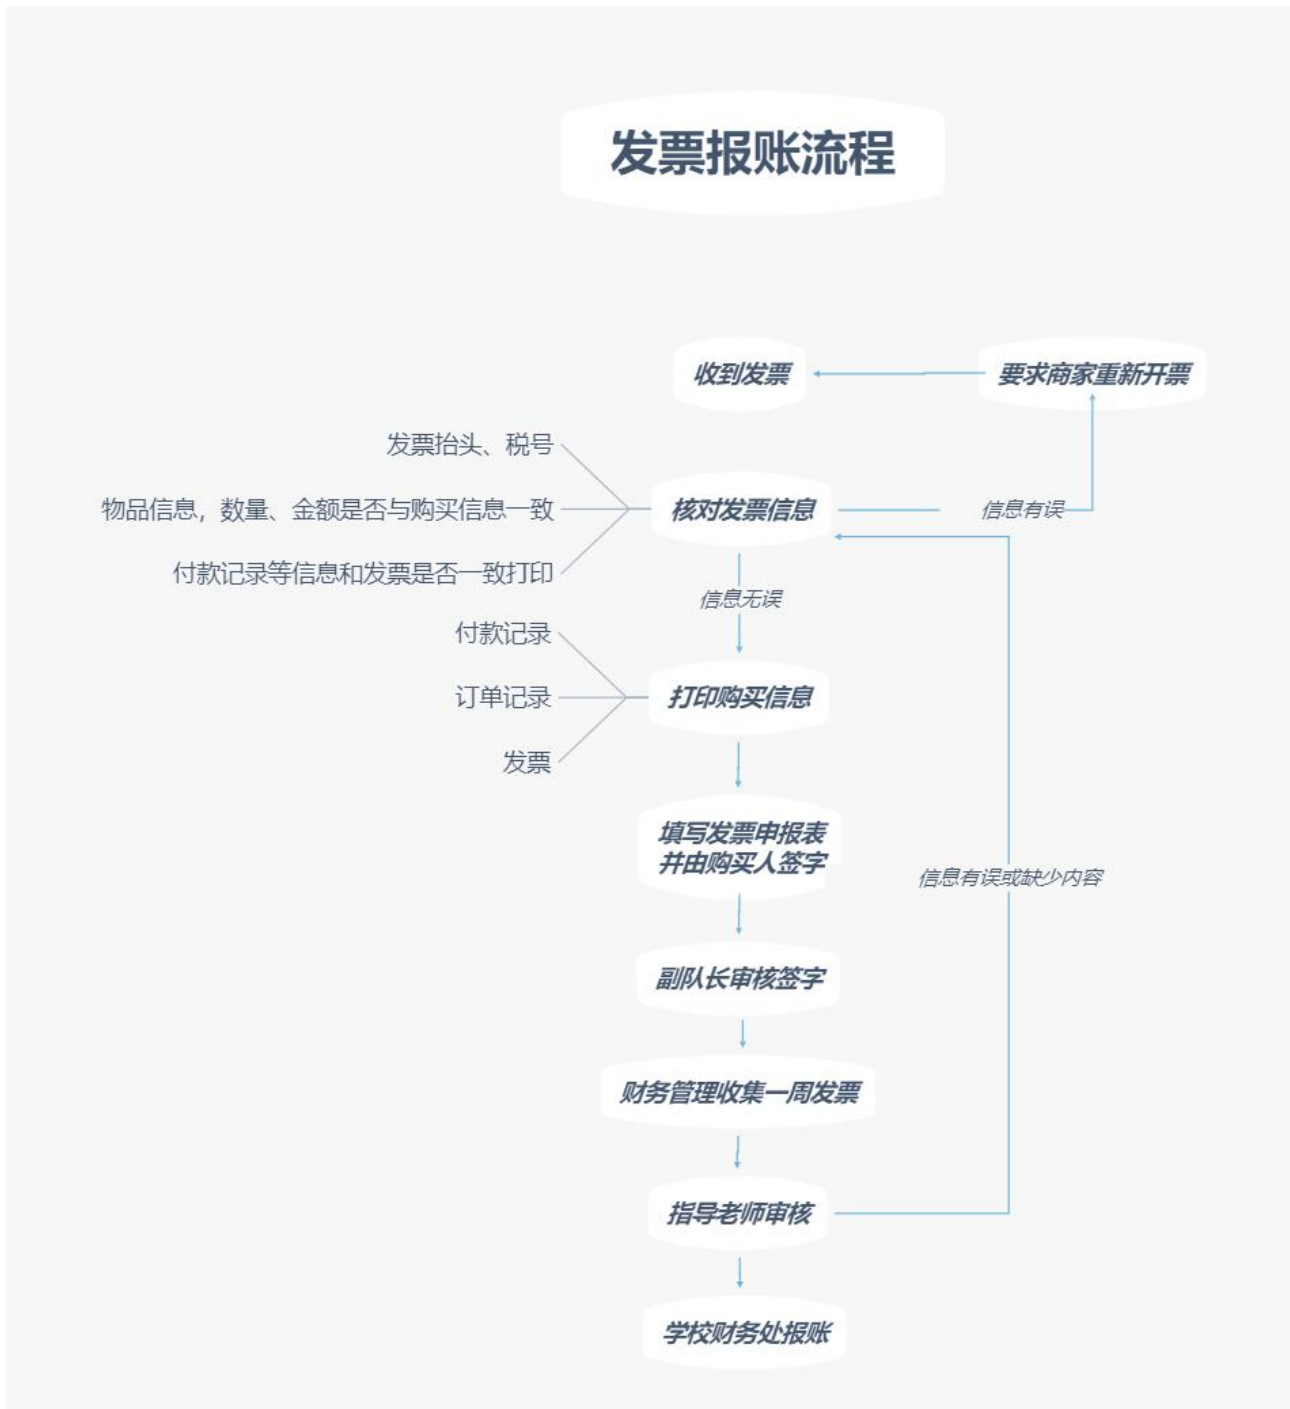 发票报账流程
收到发票
要求商家重新开票
发票抬头、税号
物品信息，数量、金额是否与购买信息一致
核对发票信息
信息有误
付款记录等信息和发票是否一致打印
信息无误
付款记录
订单记录
打印购买信息
发票
填写发票申报表
并由购买人签字
信息有误或缺少内容
副队长审核签字
财务管理收集一周发票
指导老师审核
学校财务处报账